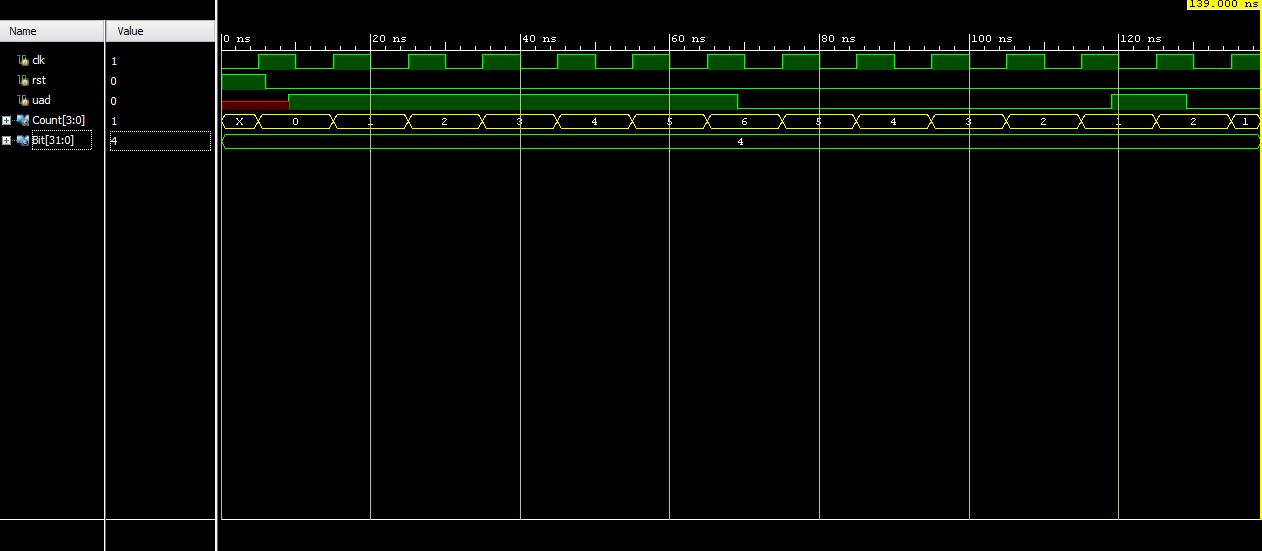 139.000 ns
Name Value
0 ns 20 ns 40 ns 60 ns 80 ns 100 ns 120 ns
clk 1
rst 0
uad 0
Count[3:0] 1 X 0 1 2 3 4 5 6 5 4 3 2 1 2 1
Bit[31:0] 4 4